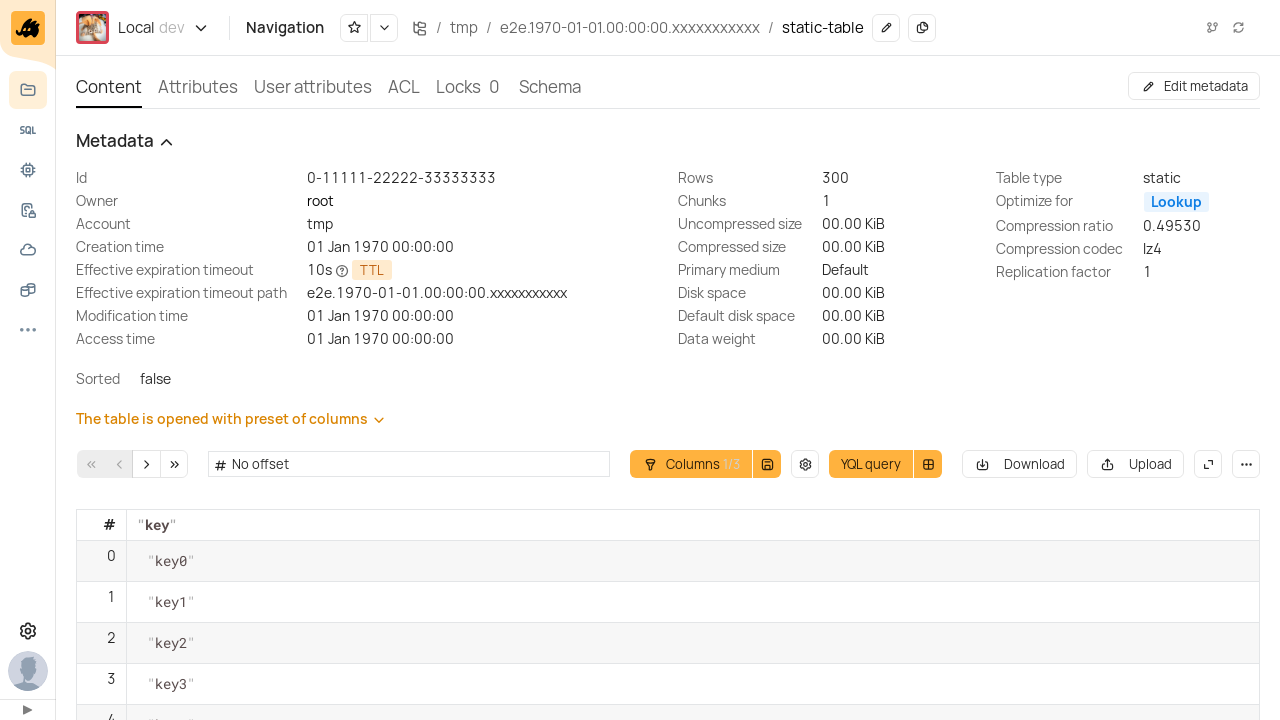 Local dev
Navigation
/ tmp / e2e.1970-01-01.00:00:00.xxxxxxxxxxx / static-table
SQL
Content Attributes User attributes ACL Locks 0 Schema
Edit metadata
Metadata
Id 0-11111-22222-33333333
Owner root
Account tmp
Creation time 01 Jan 1970 00:00:00
Effective expiration timeout 10s TTL
Effective expiration timeout path e2e.1970-01-01.00:00:00.xxxxxxxxxxx
Modification time 01 Jan 1970 00:00:00
Access time 01 Jan 1970 00:00:00
Rows 300
Chunks 1
Uncompressed size 00.00 KiB
Compressed size 00.00 KiB
Primary medium Default
Disk space 00.00 KiB
Default disk space 00.00 KiB
Data weight 00.00 KiB
Table type static
Optimize for Lookup
Compression ratio 0.49530
Compression codec lz4
Replication factor 1
Sorted false
The table is opened with preset of columns
# No offset
Columns 1/3
YQL query
Download
Upload
# "key"
0 "key0"
1 "key1"
2 "key2"
3 "key3"
4